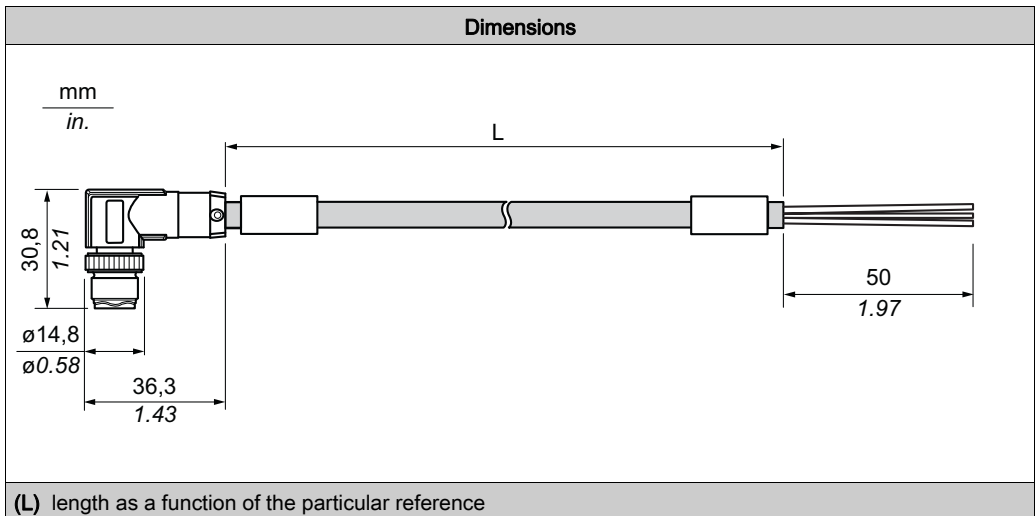 Dimensions
mm
in.
L
30,8
1.21
50
1.97
ø14,8
ø0.58
36,3
1.43
(L) length as a function of the particular reference